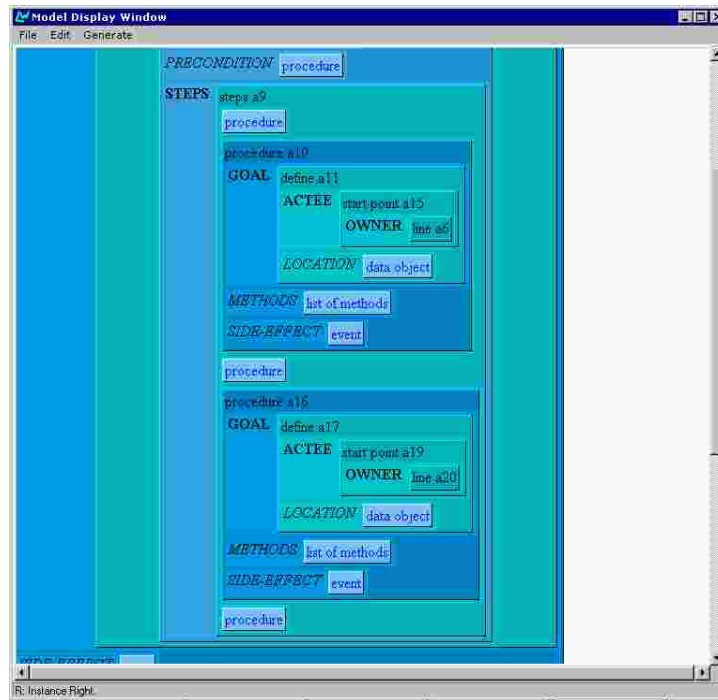 Model Display Window
File Edit Generate
PRECONDITION procedure
STEPS steps a9
procedure
procedure a10
GOAL define a11
ACTEE start point a15
OWNER line a6
LOCATION data object
METHODS list of methods
SIDE-EFFECT event
procedure
procedure a16
GOAL define a17
ACTEE start point a19
OWNER line a20
LOCATION data object
METHODS list of methods
SIDE-EFFECT event
procedure
SIDE-EFFECT
R: Instance Right.